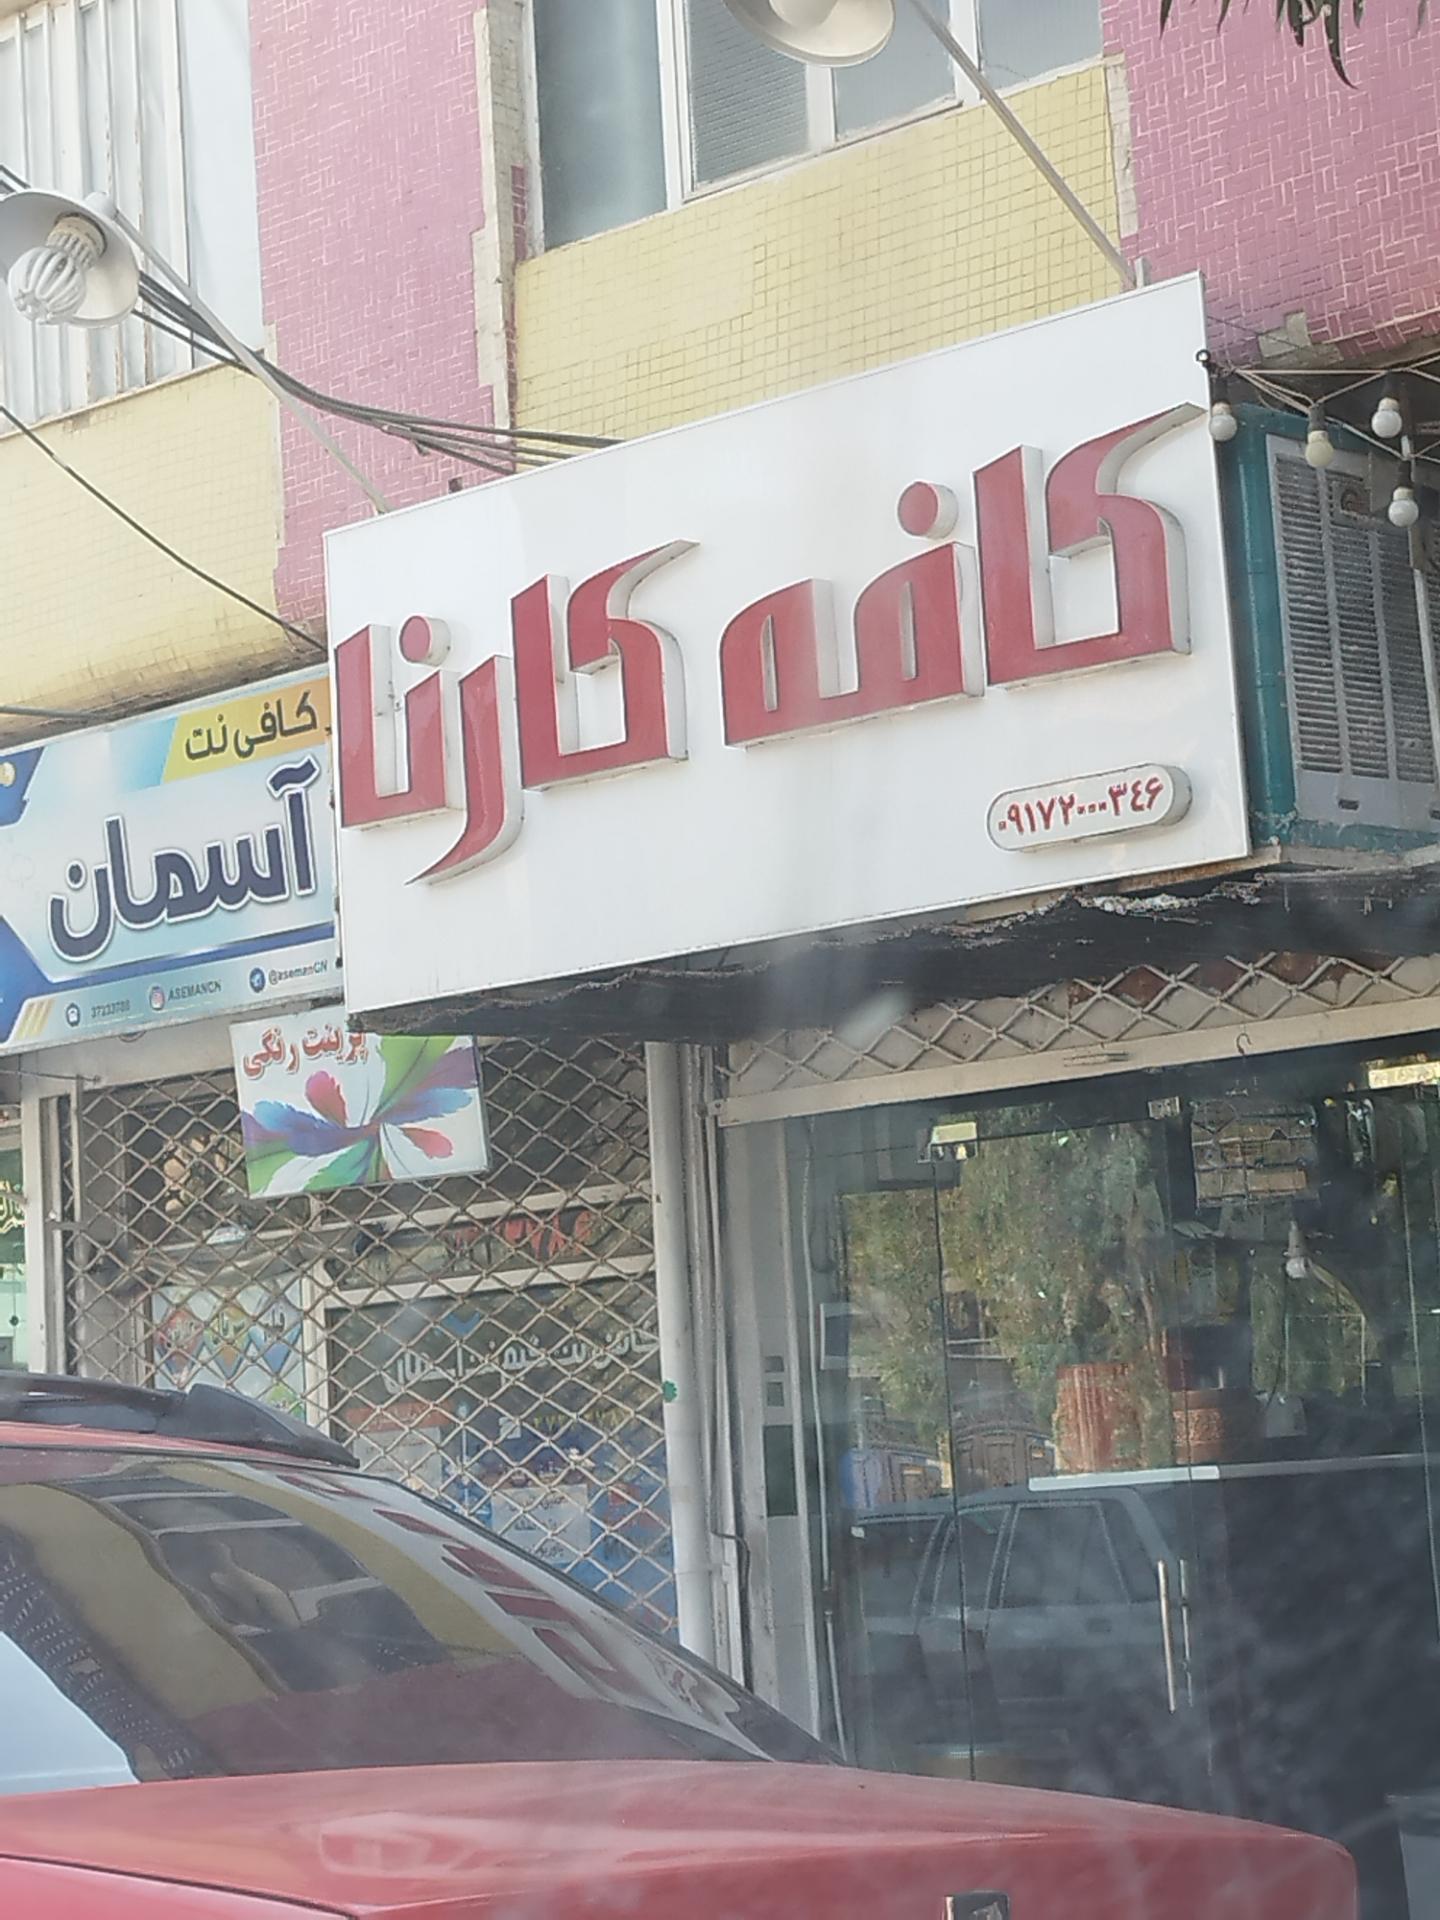 کافه کارنا
۰۹۱۷۲۰۰۰۳۴۶
کافی نت
آسمان
37233788 ASEMANCN @asemanCN
پرینت رنگی